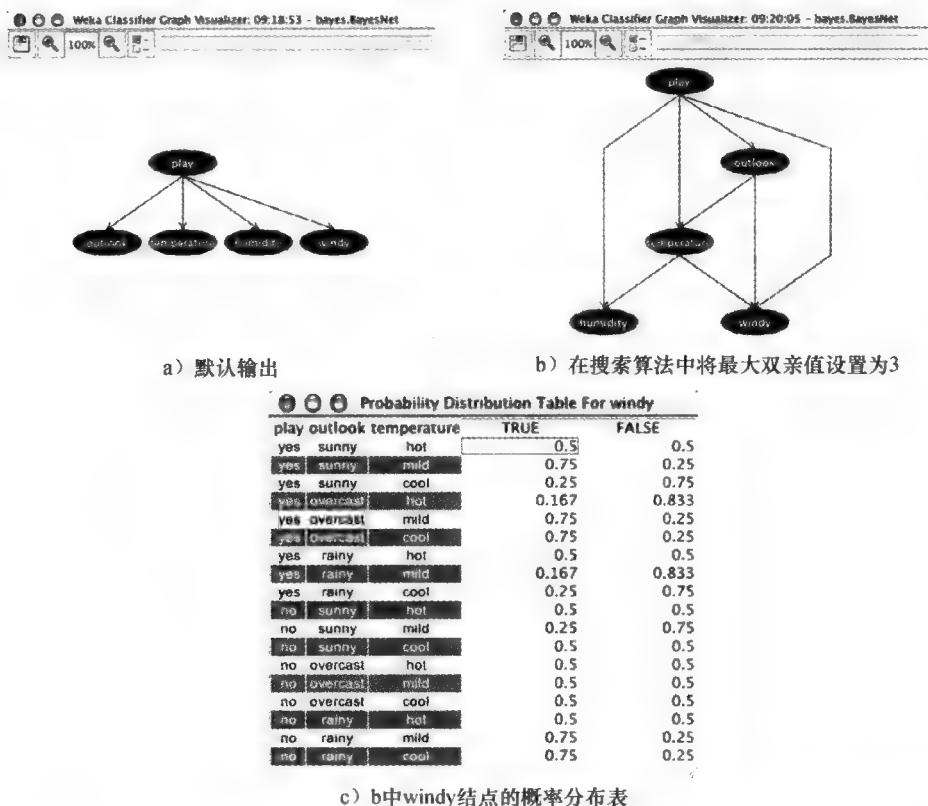 Weka Classifier Graph Visualizer: 09:18:53 - bayes.BayesNet
100%
play
outlook temperature humidity windy
a）默认输出
Weka Classifier Graph Visualizer: 09:20:05 - bayes.BayesNet
100%
play
outlook
temperature
humidity
windy
b）在搜索算法中将最大双亲值设置为3
Probability Distribution Table For windy
play outlook temperature TRUE FALSE
yes sunny hot 0.5 0.5
yes sunny mild 0.75 0.25
yes sunny cool 0.25 0.75
yes overcast hot 0.167 0.833
yes overcast mild 0.75 0.25
yes overcast cool 0.75 0.25
yes rainy hot 0.5 0.5
yes rainy mild 0.167 0.833
yes rainy cool 0.25 0.75
no sunny hot 0.5 0.5
no sunny mild 0.25 0.75
no sunny cool 0.5 0.5
no overcast hot 0.5 0.5
no overcast mild 0.5 0.5
no overcast cool 0.5 0.5
no rainy hot 0.5 0.5
no rainy mild 0.75 0.25
no rainy cool 0.75 0.25
c）b中windy结点的概率分布表